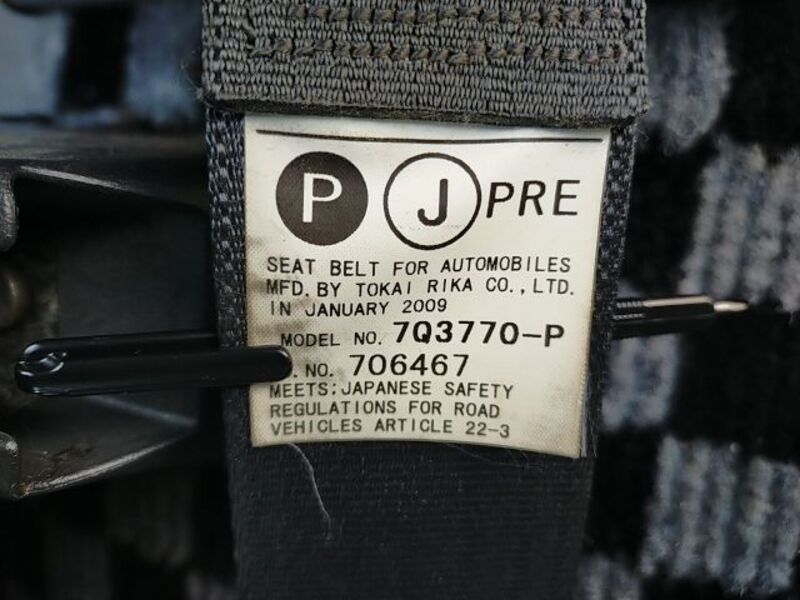 P J PRE
SEAT BELT FOR AUTOMOBILES
MFD. BY TOKAI RIKA CO., LTD.
IN JANUARY 2009
MODEL NO. 7Q3770-P
. NO. 706467
MEETS: JAPANESE SAFETY
REGULATIONS FOR ROAD
VEHICLES ARTICLE 22-3